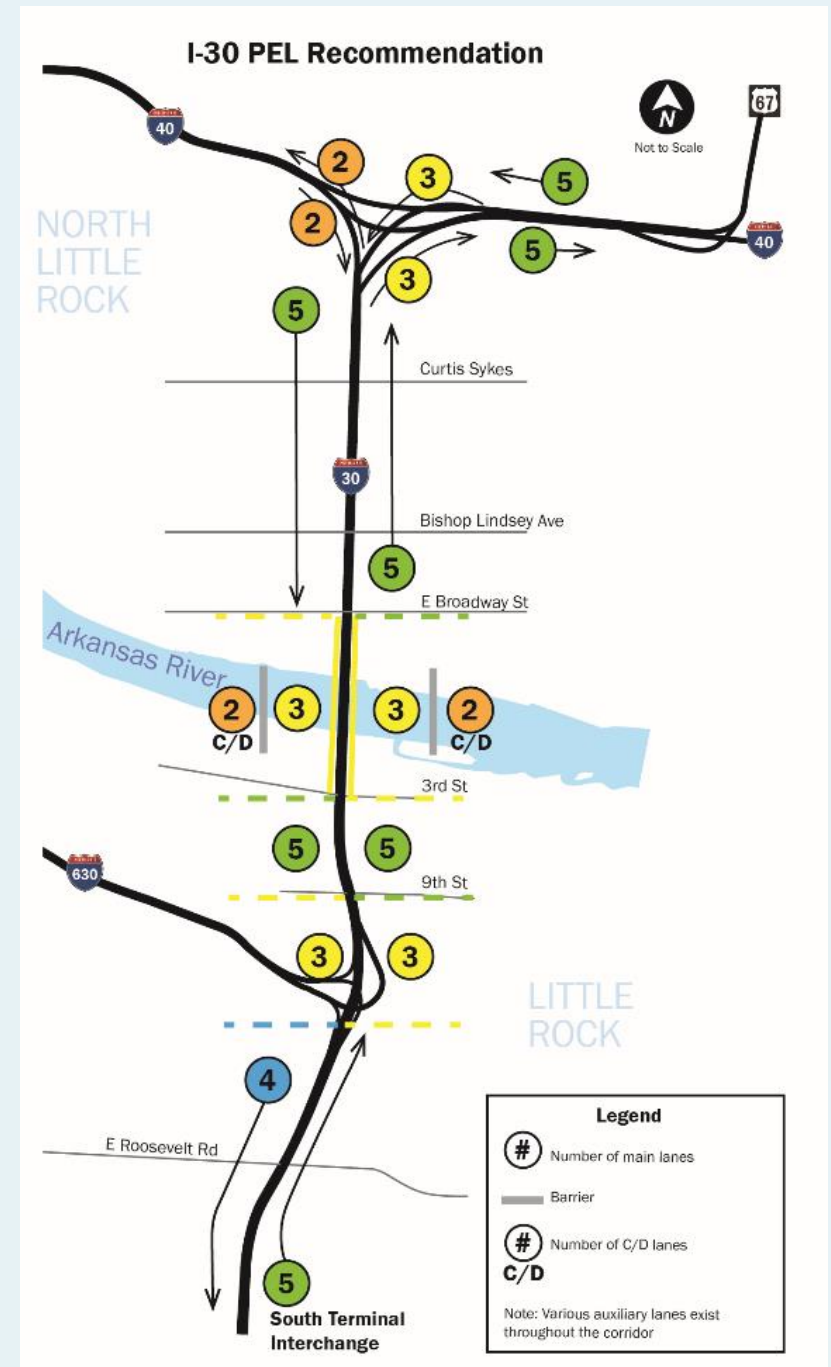 I-30 PEL Recommendation
67
40
N
Not to Scale
2
3
5
NORTH
LITTLE
ROCK
2
5
40
3
5
Curtis Sykes
30
Bishop Lindsey Ave
5
E Broadway St
Arkansas River
2
C/D
3
3
2
C/D
3rd St
5
5
630
9th St
3
3
LITTLE
ROCK
4
E Roosevelt Rd
5
South Terminal
Interchange
Legend
# Number of main lanes
Barrier
# Number of C/D lanes
C/D
Note: Various auxiliary lanes exist
throughout the corridor